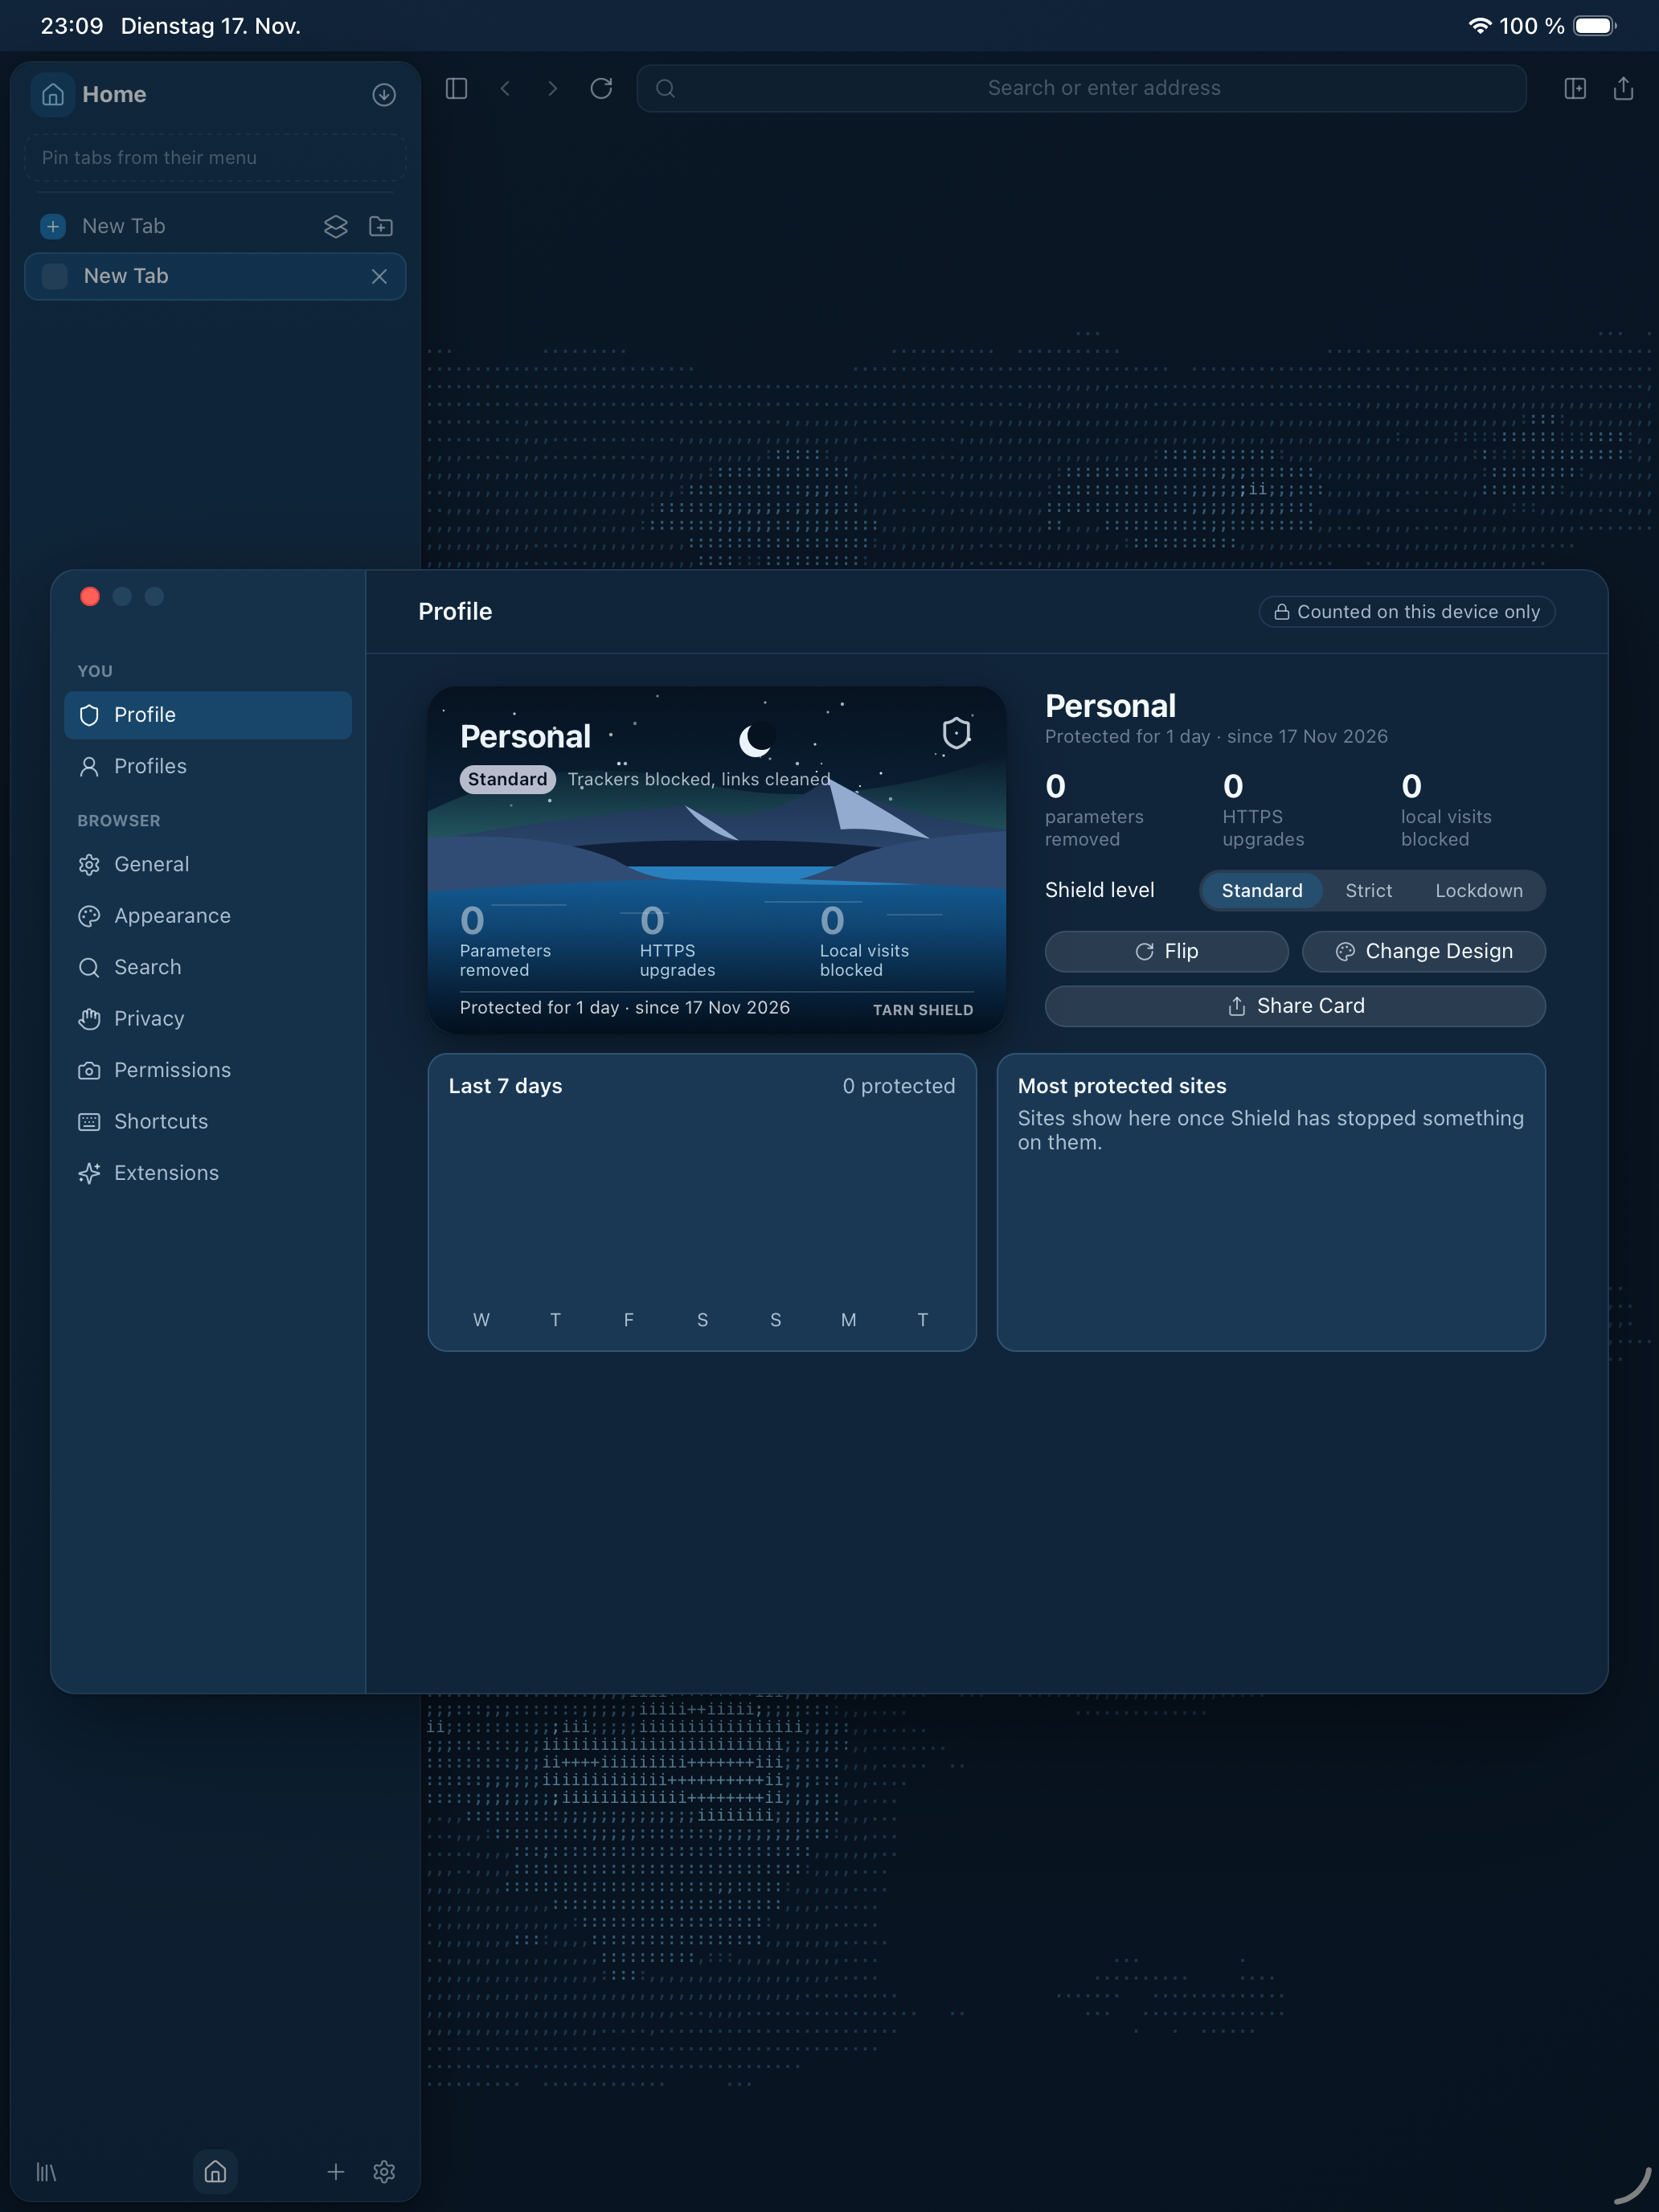 23:09 Dienstag 17. Nov.
100 %
Home
Search or enter address
Pin tabs from their menu
New Tab
New Tab
Profile
Counted on this device only
YOU
Profile
Profiles
BROWSER
General
Appearance
Search
Privacy
Permissions
Shortcuts
Extensions
Personal
Standard Trackers blocked, links cleaned
0 0 0
Parameters removed
HTTPS upgrades
Local visits blocked
Protected for 1 day · since 17 Nov 2026
TARN SHIELD
Personal
Protected for 1 day · since 17 Nov 2026
0 0 0
parameters removed
HTTPS upgrades
local visits blocked
Shield level
Standard Strict Lockdown
Flip
Change Design
Share Card
Last 7 days
0 protected
W T F S S M T
Most protected sites
Sites show here once Shield has stopped something
on them.